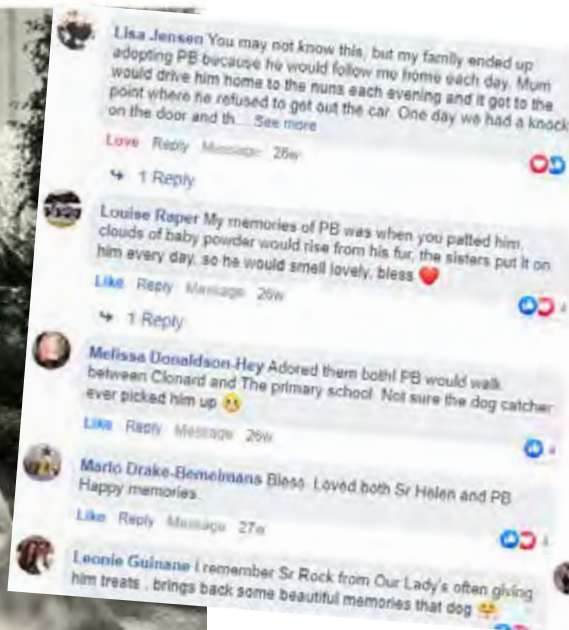 Lisa Jensen You may not know this, but my family ended up
adopting PB because he would follow me home each day. Mum
would drive him home to the nuns each evening and it got to the
point where he refused to get out the car. One day we had a knock
on the door and th... See more
Love Reply Message 26w
1 Reply
Louise Raper My memories of PB was when you patted him,
clouds of baby powder would rise from his fur, the sisters put it on
him every day, so he would smell lovely, bless ❤️
Like Reply Message 26w
4
1 Reply
Melissa Donaldson-Hey Adored them both! PB would walk
between Clonard and The primary school. Not sure the dog catcher
ever picked him up
Like Reply Message 26w
4
Marlo Drake-Bemelmans Bless. Loved both Sr Helen and PB
Happy memories.
Like Reply Message 27w
4
Leonie Guinane I remember Sr Rock from Our Lady's often giving
him treats , brings back some beautiful memories that dog